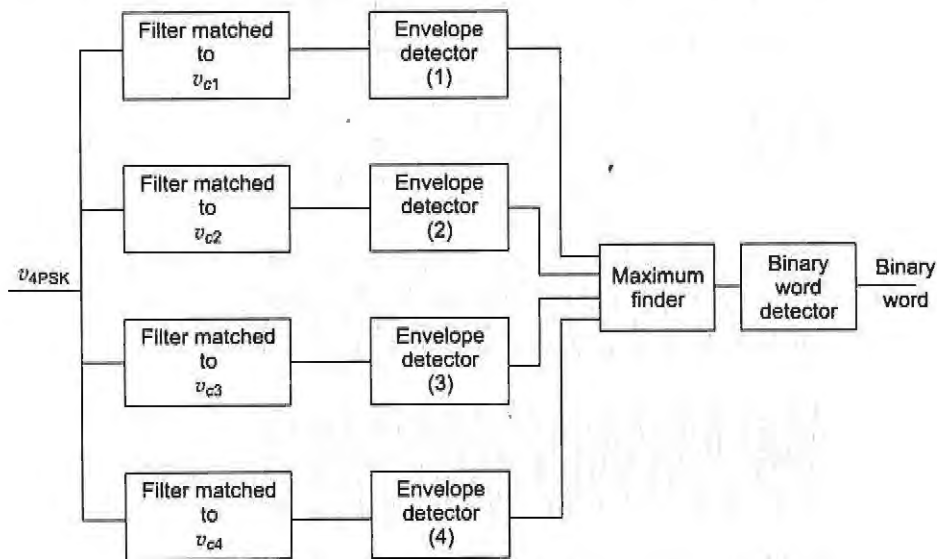 Filter matched
to
v_c1
Envelope
detector
(1)
Filter matched
to
v_c2
Envelope
detector
(2)
v_4PSK
Maximum
finder
Binary
word
detector
Binary
word
Filter matched
to
v_c3
Envelope
detector
(3)
Filter matched
to
v_c4
Envelope
detector
(4)